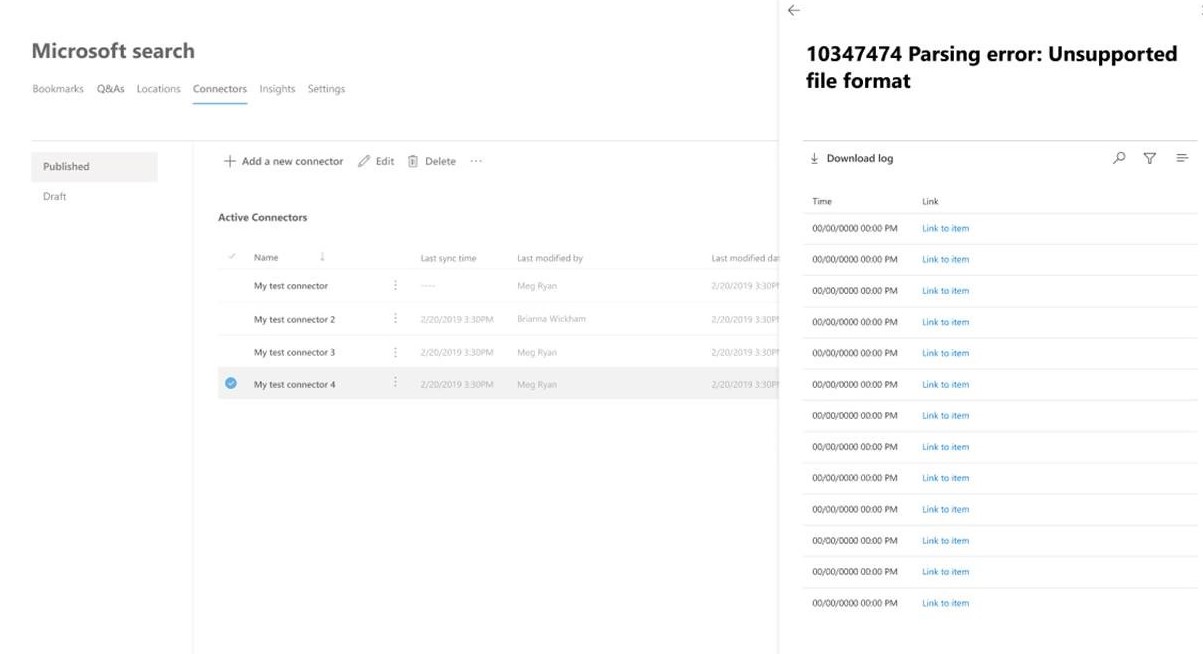 Microsoft search
Bookmarks Q&As Locations Connectors Insights Settings
Published
Draft
Add a new connector Edit Delete ...
Active Connectors
Name Last sync time Last modified by Last modified da
My test connector ---- Meg Ryan 2/20/2019 3:30P
My test connector 2 2/20/2019 3:30PM Brianna Wickham 2/20/2019 3:30P
My test connector 3 2/20/2019 3:30PM Meg Ryan 2/20/2019 3:30P
My test connector 4 2/20/2019 3:30PM Meg Ryan 2/20/2019 3:30P
10347474 Parsing error: Unsupported
file format
Download log
Time Link
00/00/0000 00:00 PM Link to item
00/00/0000 00:00 PM Link to item
00/00/0000 00:00 PM Link to item
00/00/0000 00:00 PM Link to item
00/00/0000 00:00 PM Link to item
00/00/0000 00:00 PM Link to item
00/00/0000 00:00 PM Link to item
00/00/0000 00:00 PM Link to item
00/00/0000 00:00 PM Link to item
00/00/0000 00:00 PM Link to item
00/00/0000 00:00 PM Link to item
00/00/0000 00:00 PM Link to item
00/00/0000 00:00 PM Link to item